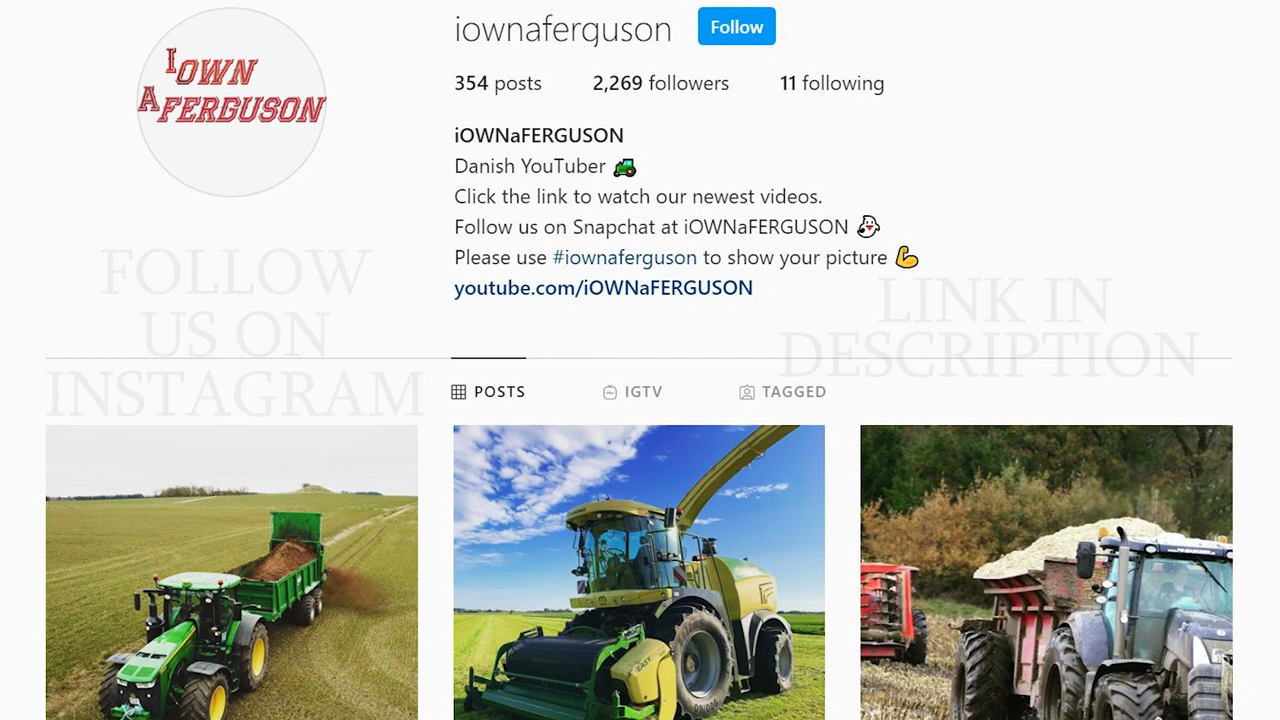 I OWN
A FERGUSON
iownaferguson
Follow
354 posts 2,269 followers 11 following
iOWNaFERGUSON
Danish YouTuber
Click the link to watch our newest videos.
Follow us on Snapchat at iOWNaFERGUSON
Please use #iownaferguson to show your picture
youtube.com/iOWNaFERGUSON
FOLLOW
US ON
INSTAGRAM
LINK IN
DESCRIPTION
POSTS IGTV TAGGED